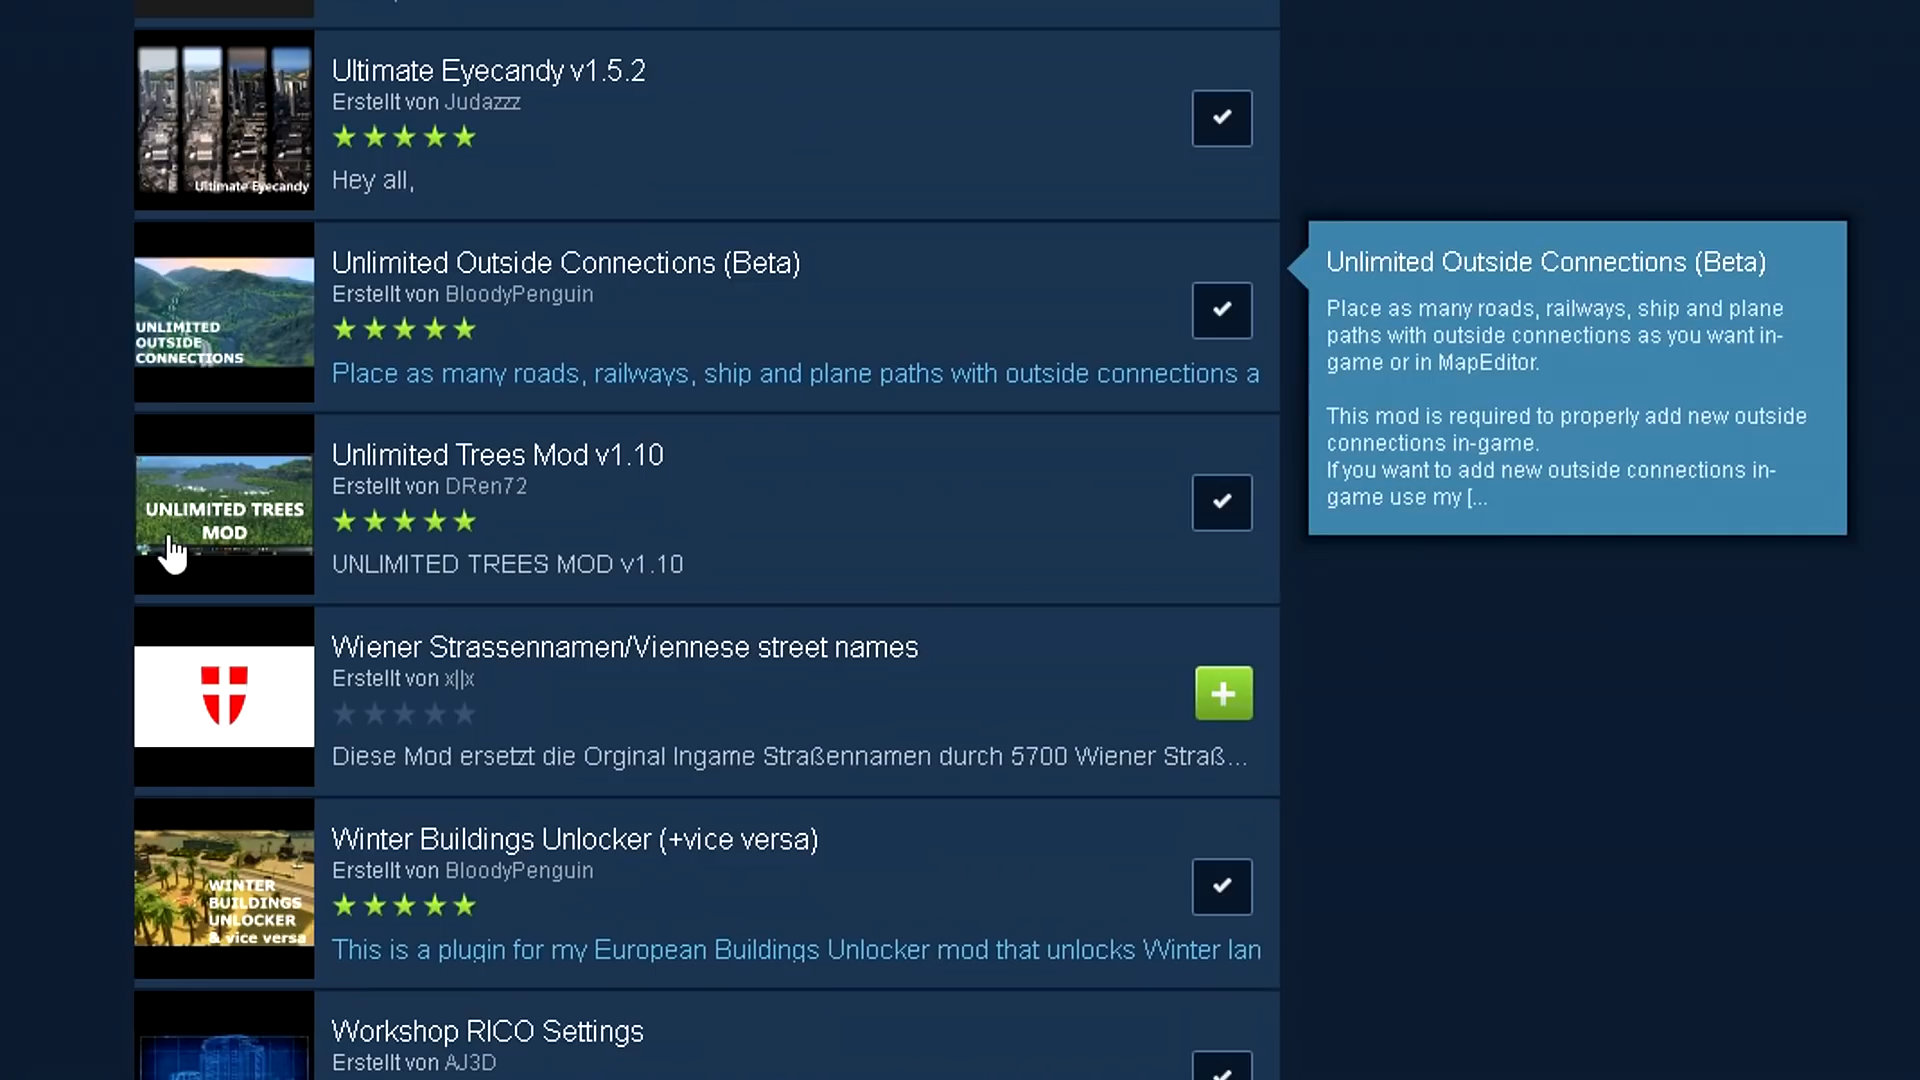 Ultimate Eyecandy v1.5.2
Erstellt von Judazzz
Hey all,
Ultimate Eyecandy
Unlimited Outside Connections (Beta)
Erstellt von BloodyPenguin
Place as many roads, railways, ship and plane paths with outside connections a
UNLIMITED
OUTSIDE
CONNECTIONS
Unlimited Outside Connections (Beta)
Place as many roads, railways, ship and plane
paths with outside connections as you want in-
game or in MapEditor.
This mod is required to properly add new outside
connections in-game.
If you want to add new outside connections in-
game use my [...
Unlimited Trees Mod v1.10
Erstellt von DRen72
UNLIMITED TREES MOD v1.10
UNLIMITED TREES
MOD
Wiener Strassennamen/Viennese street names
Erstellt von x||x
Diese Mod ersetzt die Orginal Ingame Straßennamen durch 5700 Wiener Straß...
Winter Buildings Unlocker (+vice versa)
Erstellt von BloodyPenguin
This is a plugin for my European Buildings Unlocker mod that unlocks Winter lan
WINTER
BUILDINGS
UNLOCKER
& vice versa
Workshop RICO Settings
Erstellt von AJ3D